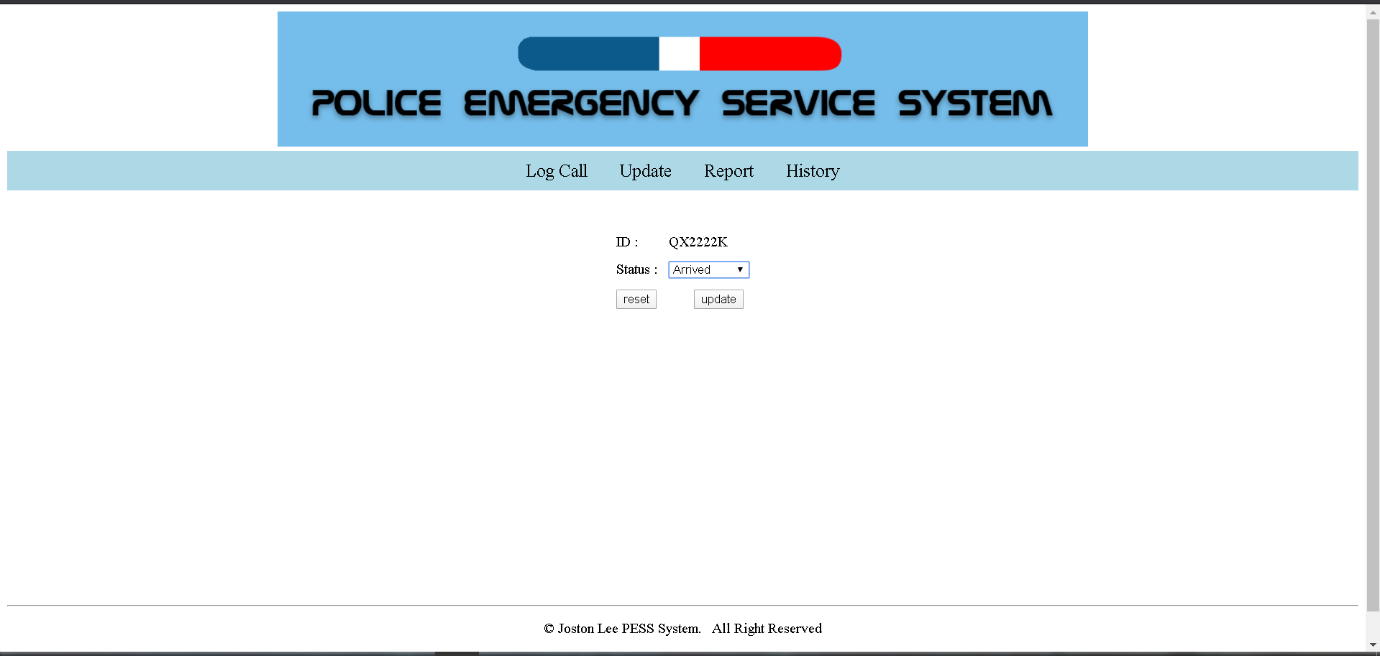 POLICE EMERGENCY SERVICE SYSTEM
Log Call Update Report History
ID : QX2222K
Status : Arrived
reset update
© Joston Lee PESS System. All Right Reserved